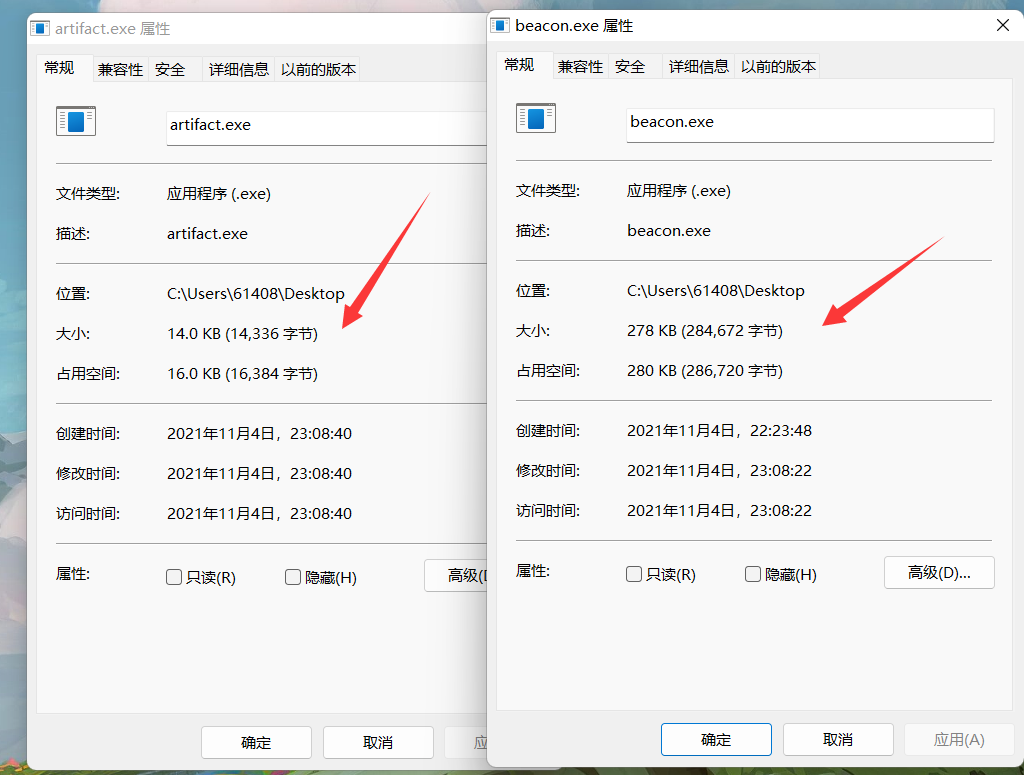 artifact.exe 属性
常规 兼容性 安全 详细信息 以前的版本
artifact.exe
文件类型: 应用程序 (.exe)
描述: artifact.exe
位置: C:\Users\61408\Desktop
大小: 14.0 KB (14,336 字节)
占用空间: 16.0 KB (16,384 字节)
创建时间: 2021年11月4日，23:08:40
修改时间: 2021年11月4日，23:08:40
访问时间: 2021年11月4日，23:08:40
属性: 只读(R) 隐藏(H) 高级(D
确定 取消 应
beacon.exe 属性
常规 兼容性 安全 详细信息 以前的版本
beacon.exe
文件类型: 应用程序 (.exe)
描述: beacon.exe
位置: C:\Users\61408\Desktop
大小: 278 KB (284,672 字节)
占用空间: 280 KB (286,720 字节)
创建时间: 2021年11月4日，22:23:48
修改时间: 2021年11月4日，23:08:22
访问时间: 2021年11月4日，23:08:22
属性: 只读(R) 隐藏(H) 高级(D)...
确定 取消 应用(A)